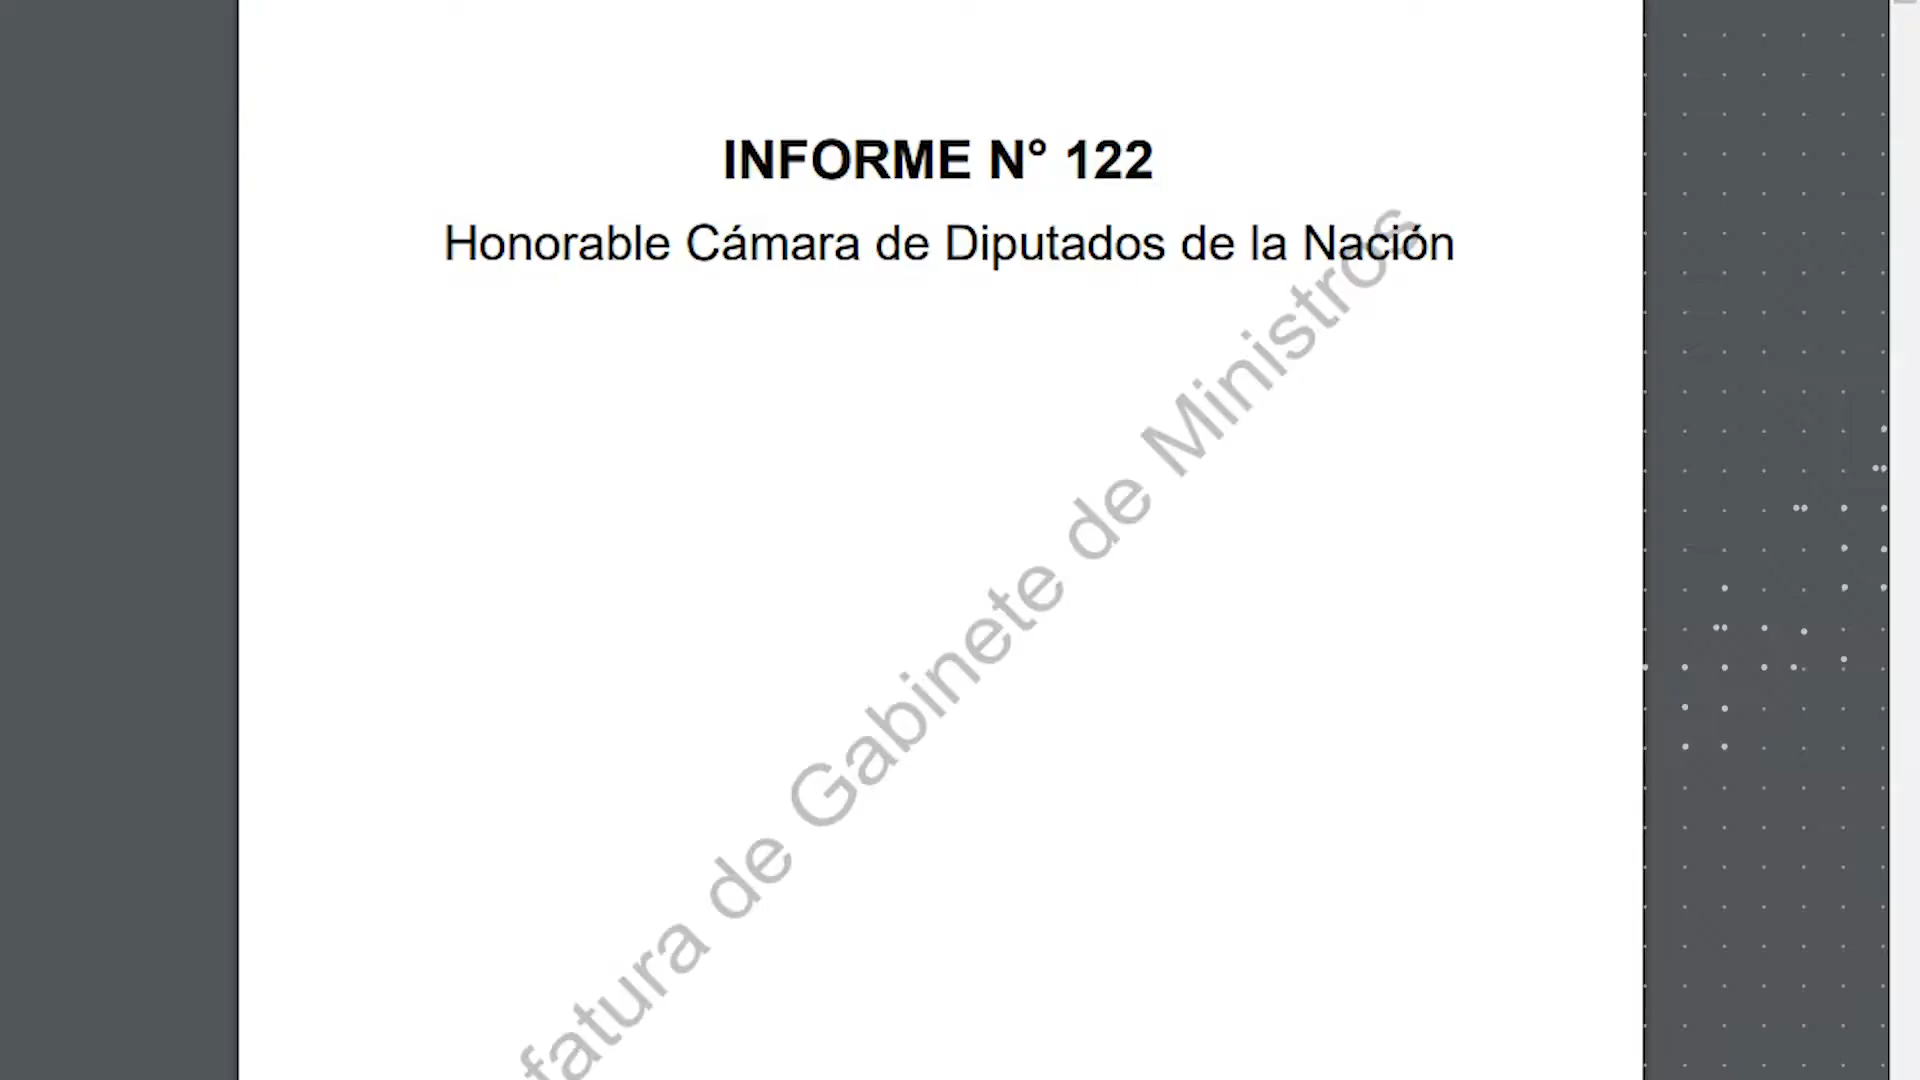 INFORME N° 122
Honorable Cámara de Diputados de la Nación
fatura de Gabinete de Ministros